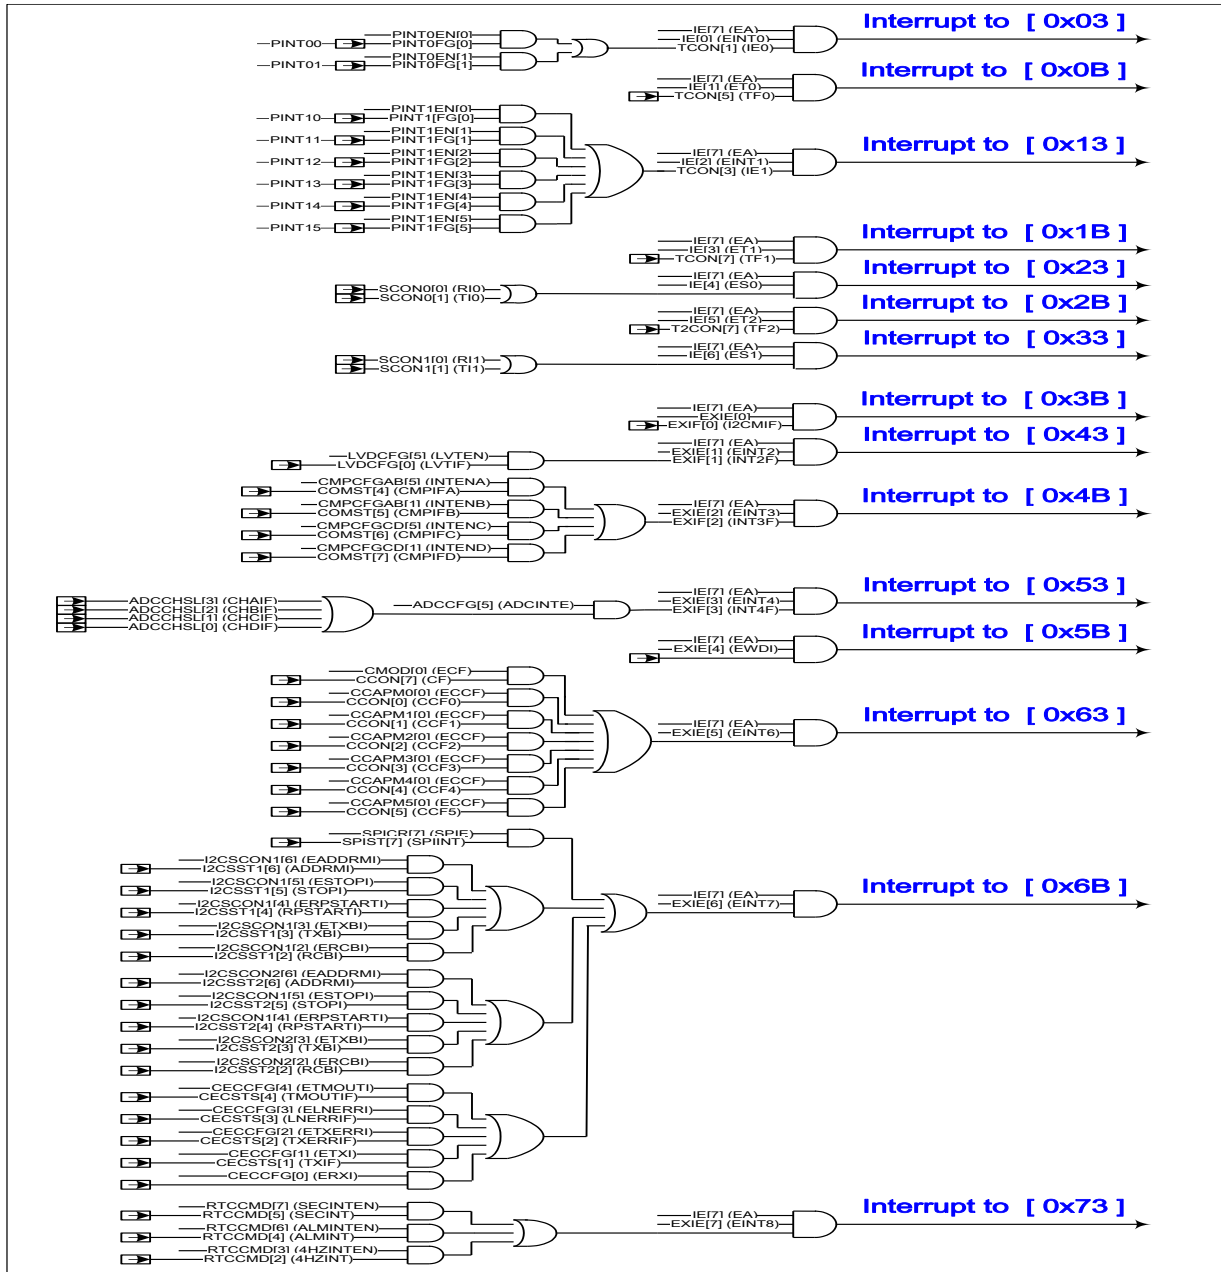 Interrupt to [ 0x03 ]
PINT0EN[0]
PINT00
PINT0FG[0]
PINT0EN[1]
PINT01
PINT0FG[1]
IE[7] (EA)
IE[0] (EINT0)
TCON[1] (IE0)
Interrupt to [ 0x0B ]
IE[7] (EA)
IE[1] (ET0)
TCON[5] (TF0)
PINT1EN[0]
PINT10
PINT1[FG[0]
PINT1EN[1]
PINT11
PINT1FG[1]
PINT1EN[2]
PINT12
PINT1FG[2]
PINT1EN[3]
PINT13
PINT1FG[3]
PINT1EN[4]
PINT14
PINT1FG[4]
PINT1EN[5]
PINT15
PINT1FG[5]
Interrupt to [ 0x13 ]
IE[7] (EA)
IE[2] (EINT1)
TCON[3] (IE1)
Interrupt to [ 0x1B ]
IE[7] (EA)
IE[3] (ET1)
TCON[7] (TF1)
Interrupt to [ 0x23 ]
SCON0[0] (RI0)
SCON0[1] (TI0)
IE[7] (EA)
IE[4] (ES0)
Interrupt to [ 0x2B ]
IE[7] (EA)
IE[5] (ET2)
T2CON[7] (TF2)
Interrupt to [ 0x33 ]
SCON1[0] (RI1)
SCON1[1] (TI1)
IE[7] (EA)
IE[6] (ES1)
Interrupt to [ 0x3B ]
IE[7] (EA)
EXIE[0]
EXIF[0] (I2CMIF)
Interrupt to [ 0x43 ]
LVDCFG[5] (LVTEN)
LVDCFG[0] (LVTIF)
IE[7] (EA)
EXIE[1] (EINT2)
EXIF[1] (INT2F)
Interrupt to [ 0x4B ]
CMPCFGAB[5] (INTENA)
COMST[4] (CMPIFA)
CMPCFGAB[1] (INTENB)
COMST[5] (CMPIFB)
CMPCFGCD[5] (INTENC)
COMST[6] (CMPIFC)
CMPCFGCD[1] (INTEND)
COMST[7] (CMPIFD)
IE[7] (EA)
EXIE[2] (EINT3)
EXIF[2] (INT3F)
Interrupt to [ 0x53 ]
ADCCHSL[3] (CHAIF)
ADCCHSL[2] (CHBIF)
ADCCHSL[1] (CHCIF)
ADCCHSL[0] (CHDIF)
ADCCFG[5] (ADCINTE)
IE[7] (EA)
EXIE[3] (EINT4)
EXIF[3] (INT4F)
Interrupt to [ 0x5B ]
IE[7] (EA)
EXIE[4] (EWDI)
Interrupt to [ 0x63 ]
CMOD[0] (ECF)
CCON[7] (CF)
CCAPM0[0] (ECCF)
CCON[0] (CCF0)
CCAPM1[0] (ECCF)
CCON[1] (CCF1)
CCAPM2[0] (ECCF)
CCON[2] (CCF2)
CCAPM3[0] (ECCF)
CCON[3] (CCF3)
CCAPM4[0] (ECCF)
CCON[4] (CCF4)
CCAPM5[0] (ECCF)
CCON[5] (CCF5)
IE[7] (EA)
EXIE[5] (EINT6)
Interrupt to [ 0x6B ]
SPICR[7] (SPIE)
SPIST[7] (SPIINT)
I2CSCON1[6] (EADDRMI)
I2CSST1[6] (ADDRMI)
I2CSCON1[5] (ESTOPI)
I2CSST1[5] (STOPI)
I2CSCON1[4] (ERPSTARTI)
I2CSST1[4] (RPSTARTI)
I2CSCON1[3] (ETXBI)
I2CSST1[3] (TXBI)
I2CSCON1[2] (ERCBI)
I2CSST1[2] (RCBI)
IE[7] (EA)
EXIE[6] (EINT7)
I2CSCON2[6] (EADDRMI)
I2CSST2[6] (ADDRMI)
I2CSCON1[5] (ESTOPI)
I2CSST2[5] (STOPI)
I2CSCON1[4] (ERPSTARTI)
I2CSST2[4] (RPSTARTI)
I2CSCON2[3] (ETXBI)
I2CSST2[3] (TXBI)
I2CSCON2[2] (ERCBI)
I2CSST2[2] (RCBI)
CECCFG[4] (ETMOUTI)
CECSTS[4] (TMOUTIF)
CECCFG[3] (ELNERRI)
CECSTS[3] (LNERRIF)
CECCFG[2] (ETXERRI)
CECSTS[2] (TXERRIF)
CECCFG[1] (ETXI)
CECSTS[1] (TXIF)
CECCFG[0] (ERXI)
Interrupt to [ 0x73 ]
RTCCMD[7] (SECINTEN)
RTCCMD[5] (SECINT)
RTCCMD[6] (ALMINTEN)
RTCCMD[4] (ALMINT)
RTCCMD[3] (4HZINTEN)
RTCCMD[2] (4HZINT)
IE[7] (EA)
EXIE[7] (EINT8)